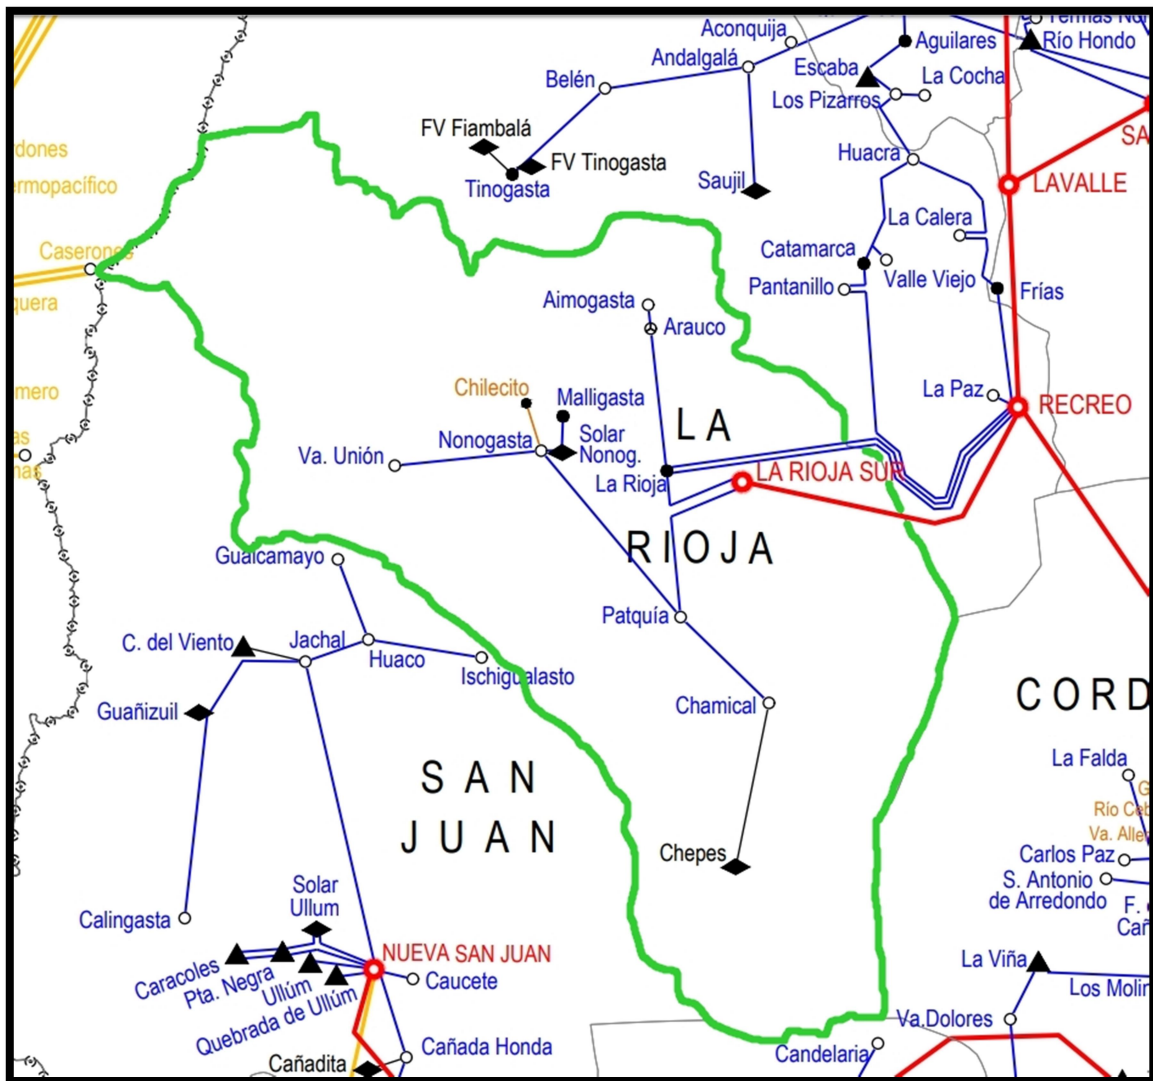 Aconquija
Río Hondo
Aguilares
Andalgalá
Escaba
La Cocha
Belén
Los Pizarros
FV Fiambalá
Huacra
FV Tinogasta
Tinogasta
Saujil
LAVALLE
La Calera
Catamarca
Caserones
Valle Viejo
Pantanillo
Frías
Aimogasta
Arauco
Chilecito
La Paz
RECREO
Malligasta
LA
Nonogasta
Solar
Nonog.
Va. Unión
LA RIOJA SUR
La Rioja
RIOJA
Gualcamayo
Patquía
C. del Viento
Jachal
Huaco
Ischigualasto
Guañizuil
Chamical
CORD
SAN
JUAN
La Falda
Chepes
Carlos Paz
S. Antonio
de Arredondo
Solar
Ullum
Calingasta
NUEVA SAN JUAN
Caracoles
Pta. Negra
Ullúm
Quebrada de Ullúm
Caucete
La Viña
Los Molin
Va.Dolores
Cañada Honda
Candelaria
Cañadita